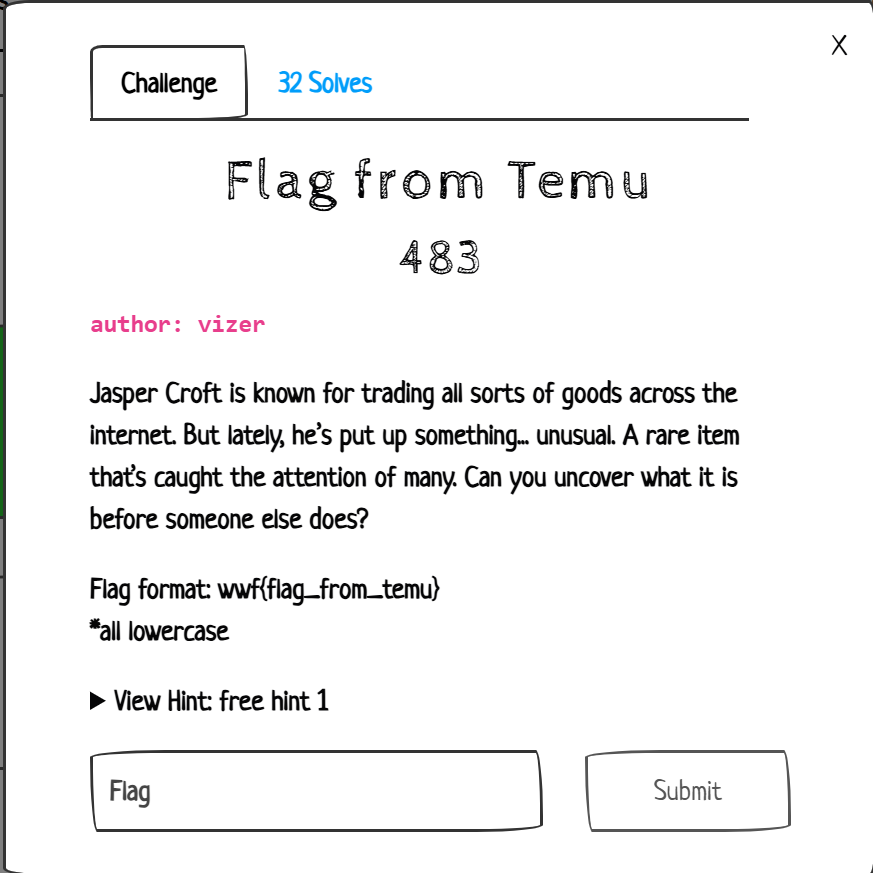 X
Challenge
32 Solves
Flag from Temu
483
author: vizer
Jasper Croft is known for trading all sorts of goods across the
internet. But lately, he's put up something... unusual. A rare item
that's caught the attention of many. Can you uncover what it is
before someone else does?
Flag format: wwf{flag_from_temu}
*all lowercase
▶ View Hint: free hint 1
Flag
Submit